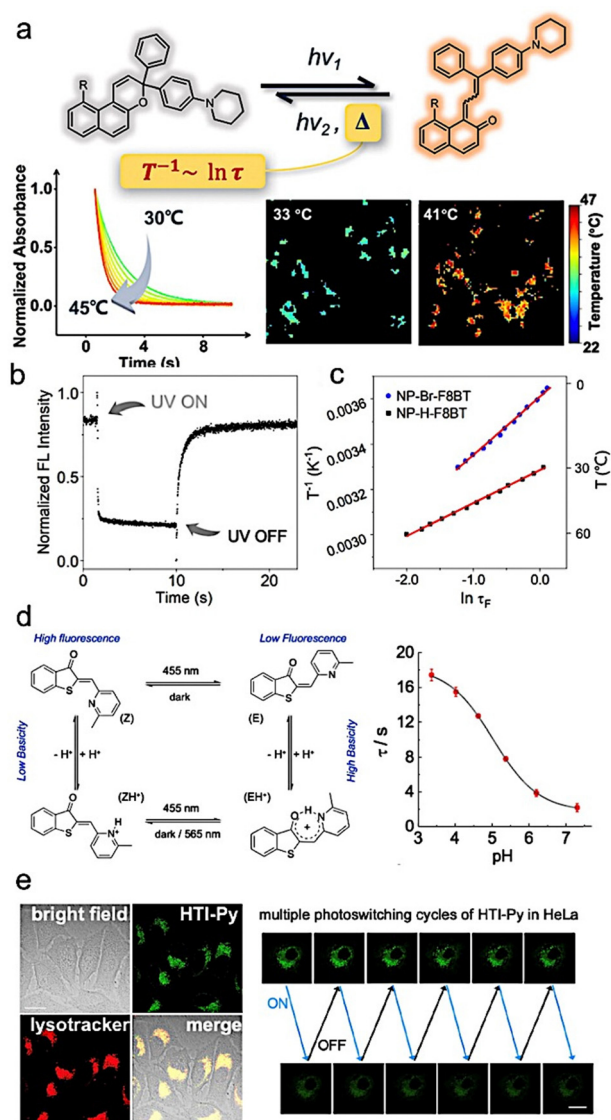 a
R
O
N
hv1
hv2, Δ
R
O
N
T⁻¹ ~ ln τ
Normalized Absorbance
1.0
0.5
0.0
30℃
45℃
0
4
8
Time (s)
33 °C
41°C
47
22
Temperature (°C)
b
Normalized FL Intensity
1.0
0.5
0.0
UV ON
UV OFF
0
10
20
Time (s)
c
NP-Br-F8BT
NP-H-F8BT
T⁻¹ (K⁻¹)
0.0036
0.0033
0.0032
0.0030
0
30
60
T (℃)
-2.0
-1.0
0.0
ln τF
d
High fluorescence
Low Fluorescence
O
S
N
(Z)
455 nm
dark
O
S
N
(E)
Low Basicity
- H⁺
+ H⁺
- H⁺
+ H⁺
High Basicity
(ZH⁺)
O
S
H
N
455 nm
dark / 565 nm
(EH⁺)
O
H
N
+
S
20
16
12
8
4
0
τ / s
3
4
5
6
7
pH
e
bright field
HTI-Py
lysotracker
merge
multiple photoswitching cycles of HTI-Py in HeLa
ON
OFF